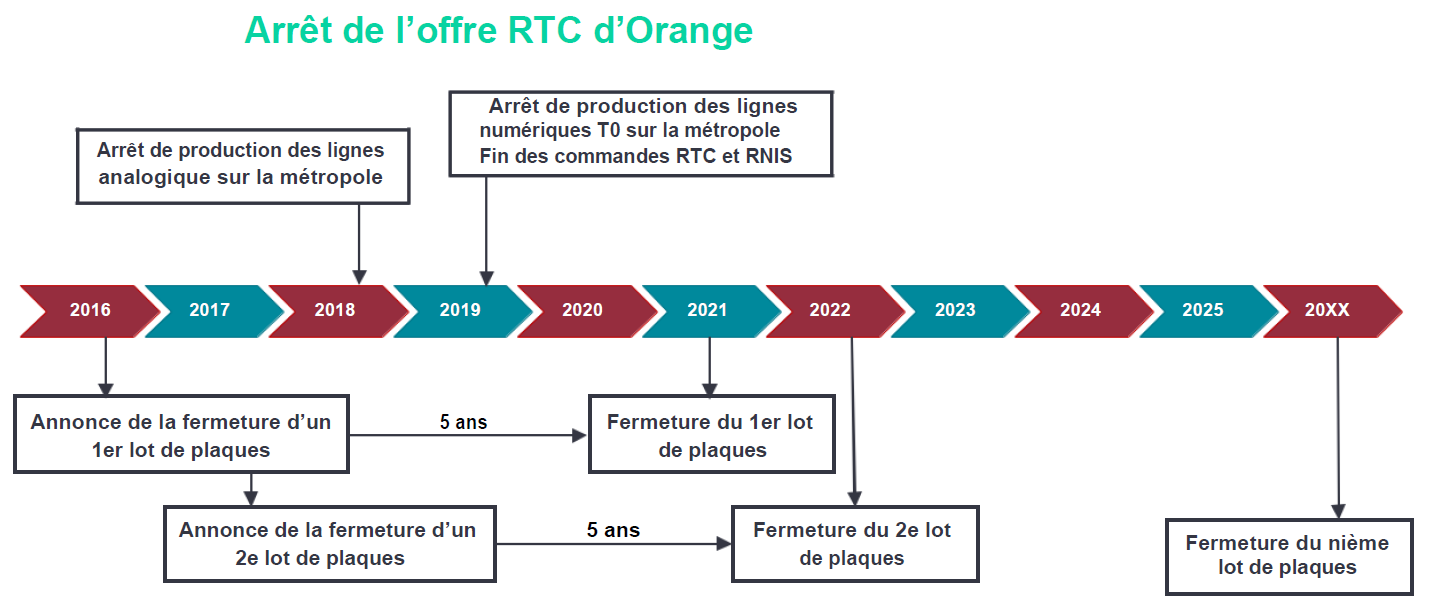 Arrêt de l’offre RTC d’Orange
Arrêt de production des lignes
numériques T0 sur la métropole
Fin des commandes RTC et RNIS
Arrêt de production des lignes
analogique sur la métropole
2016
2017
2018
2019
2020
2021
2022
2023
2024
2025
20XX
Annonce de la fermeture d’un
1er lot de plaques
5 ans
Fermeture du 1er lot
de plaques
Annonce de la fermeture d’un
2e lot de plaques
5 ans
Fermeture du 2e lot
de plaques
Fermeture du nième
lot de plaques